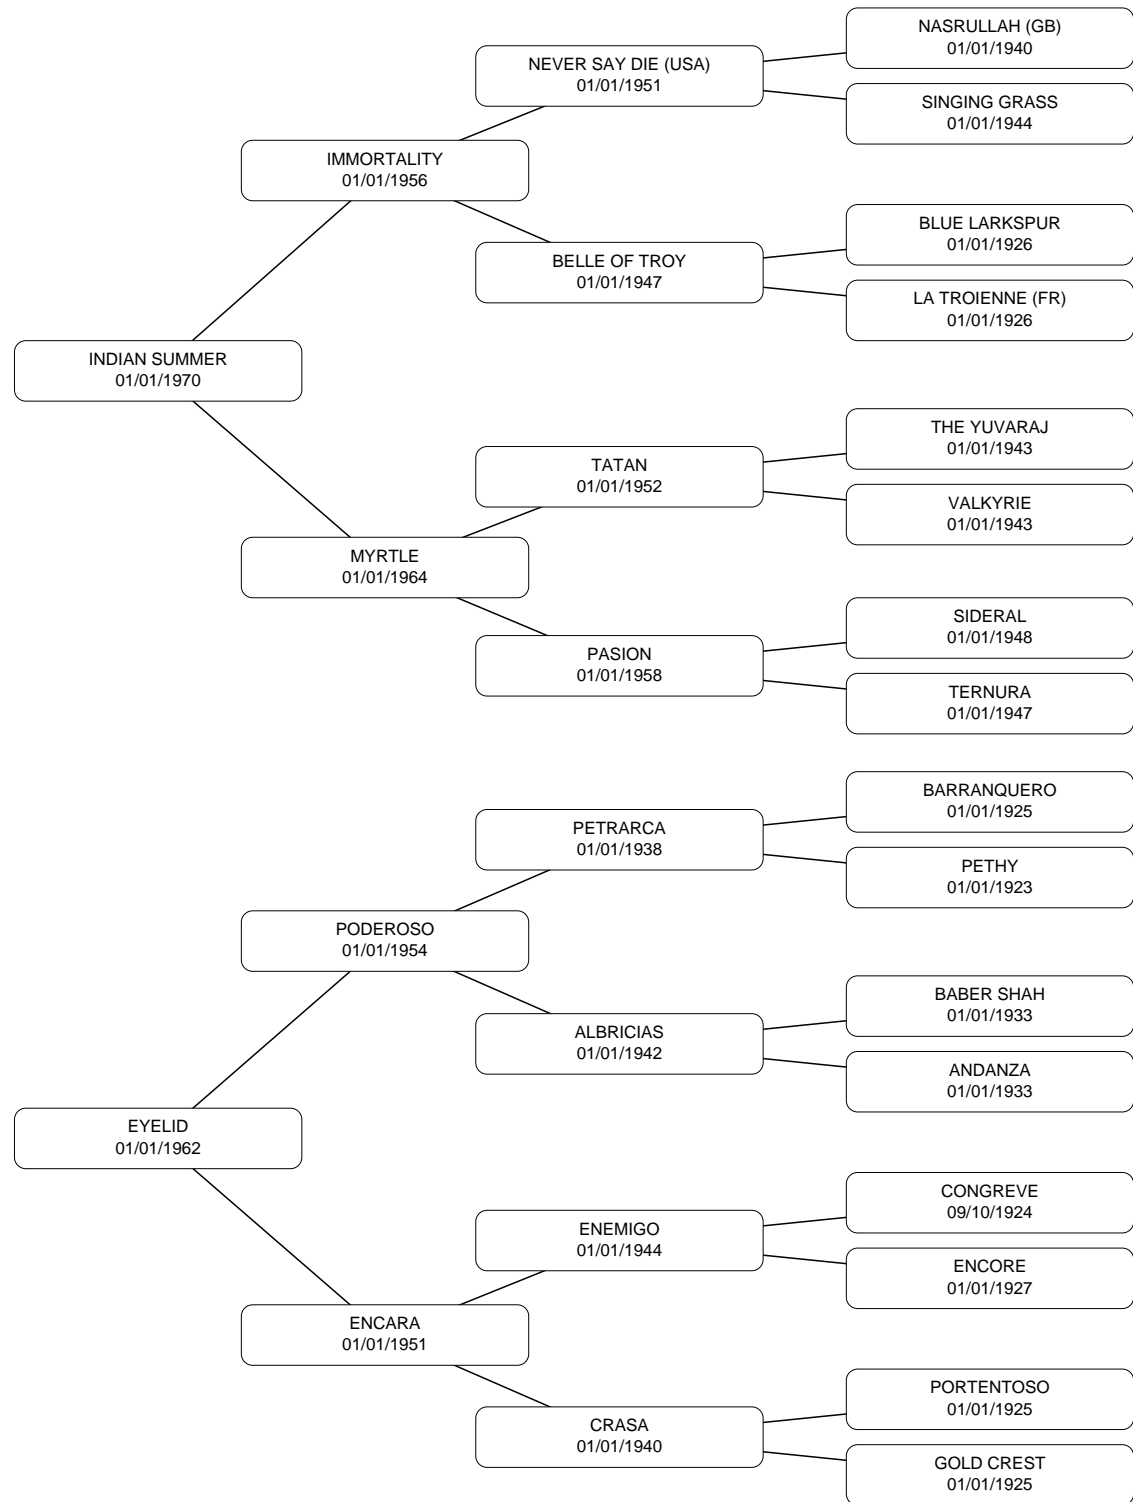 NASRULLAH (GB)
01/01/1940
NEVER SAY DIE (USA)
01/01/1951
SINGING GRASS
01/01/1944
IMMORTALITY
01/01/1956
BLUE LARKSPUR
01/01/1926
BELLE OF TROY
01/01/1947
LA TROIENNE (FR)
01/01/1926
INDIAN SUMMER
01/01/1970
THE YUVARAJ
01/01/1943
TATAN
01/01/1952
VALKYRIE
01/01/1943
MYRTLE
01/01/1964
SIDERAL
01/01/1948
PASION
01/01/1958
TERNURA
01/01/1947
BARRANQUERO
01/01/1925
PETRARCA
01/01/1938
PETHY
01/01/1923
PODEROSO
01/01/1954
BABER SHAH
01/01/1933
ALBRICIAS
01/01/1942
ANDANZA
01/01/1933
EYELID
01/01/1962
CONGREVE
09/10/1924
ENEMIGO
01/01/1944
ENCORE
01/01/1927
ENCARA
01/01/1951
PORTENTOSO
01/01/1925
CRASA
01/01/1940
GOLD CREST
01/01/1925